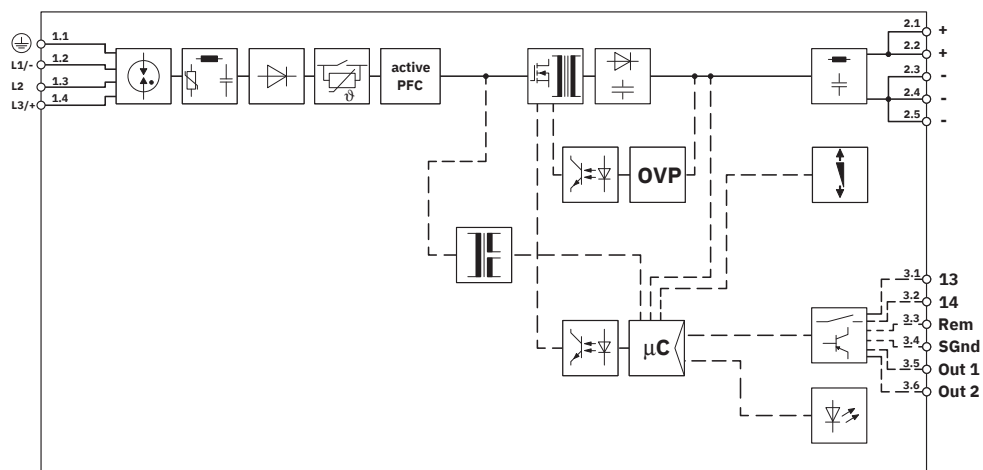 1.1
L1/- 1.2
L2 1.3
L3/+ 1.4
active
PFC
ϑ
2.1 +
2.2 +
2.3 -
2.4 -
2.5 -
OVP
µC
3.1 13
3.2 14
3.3 Rem
3.4 SGnd
3.5 Out 1
3.6 Out 2